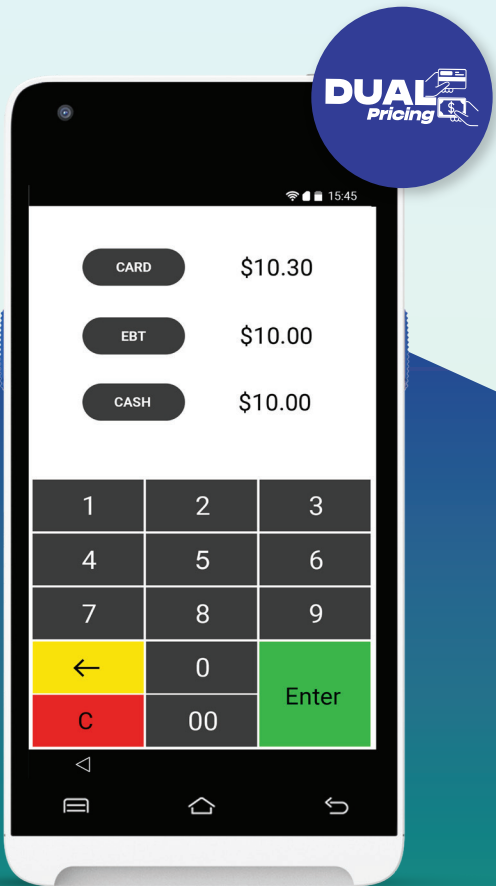 DUAL
Pricing
$
15:45
CARD $10.30
EBT $10.00
CASH $10.00
1 2 3
4 5 6
7 8 9
← 0
Enter
C 00